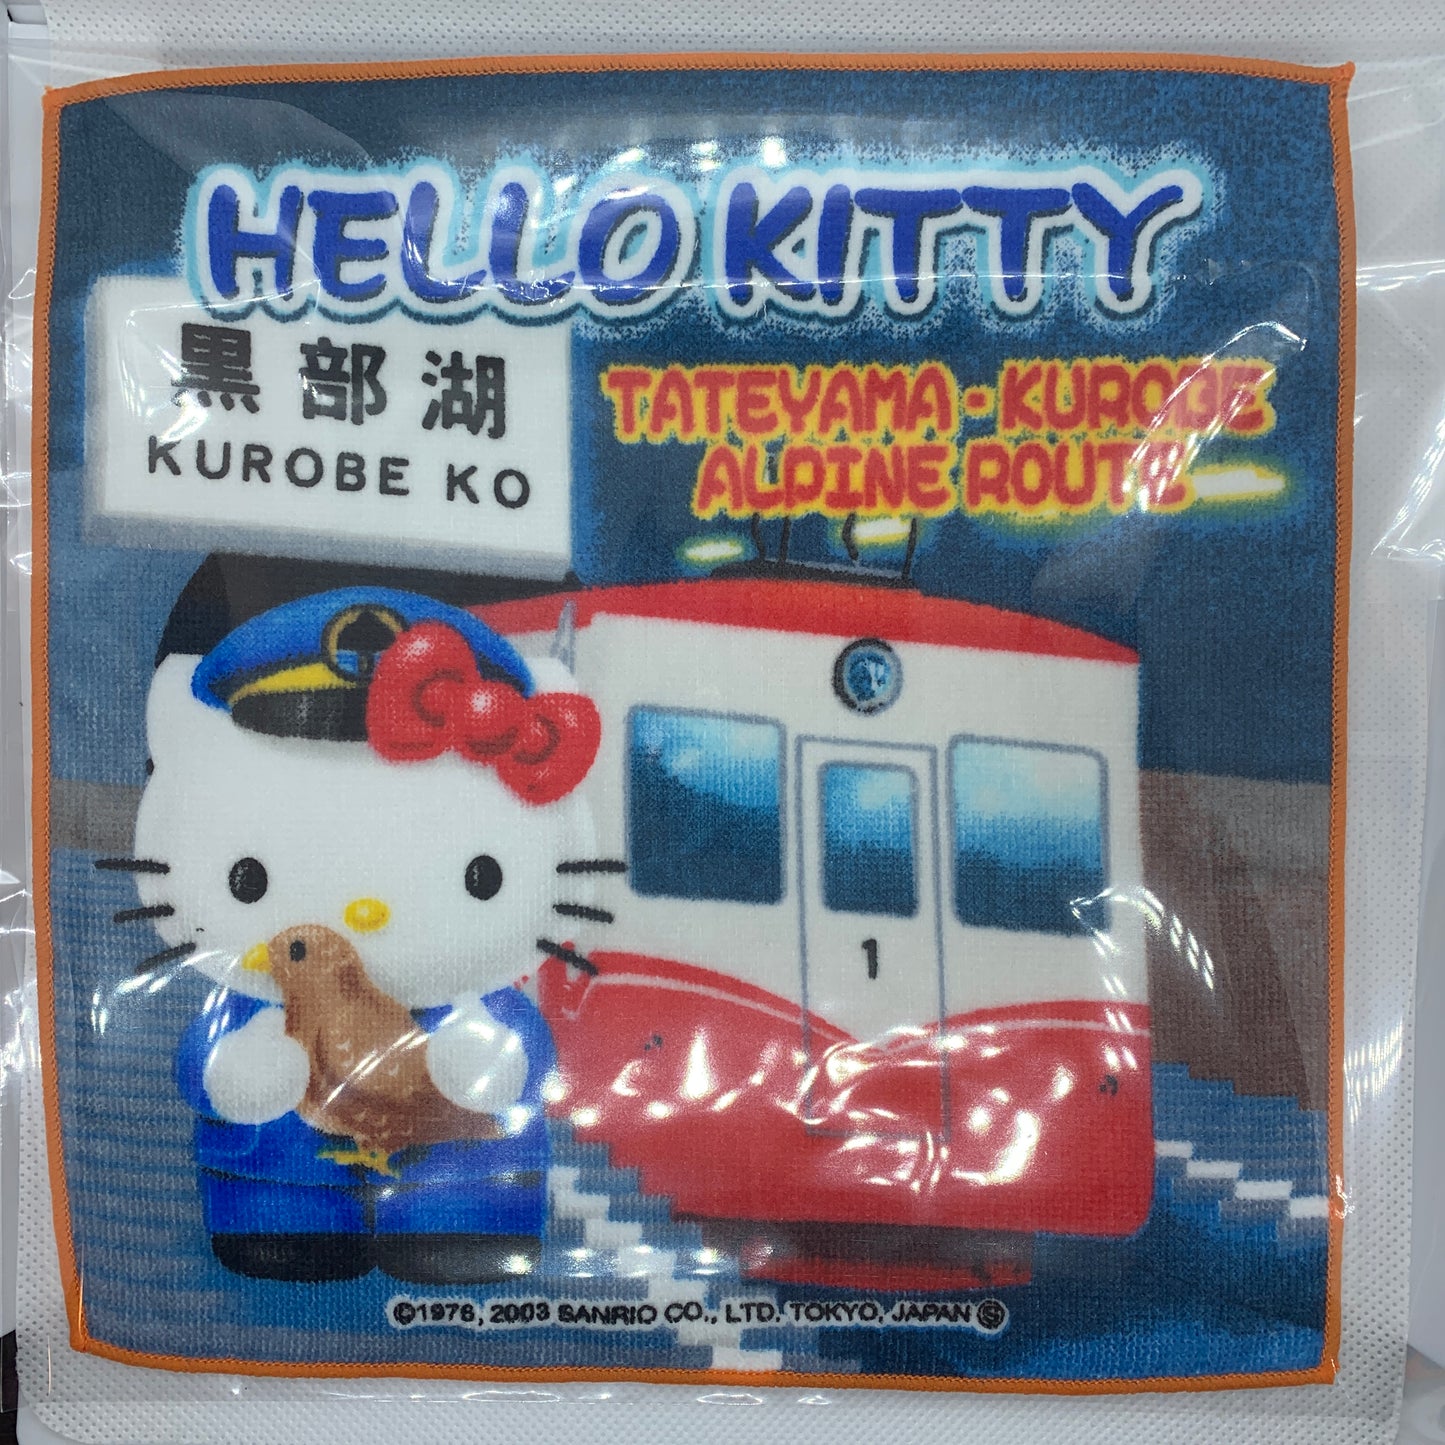 HELLO KITTY
黒部湖
KUROBE KO
TATEYAMA-KUROBE
ALPINE ROUTE
1
©1976, 2003 SANRIO CO., LTD. TOKYO, JAPAN Ⓢ